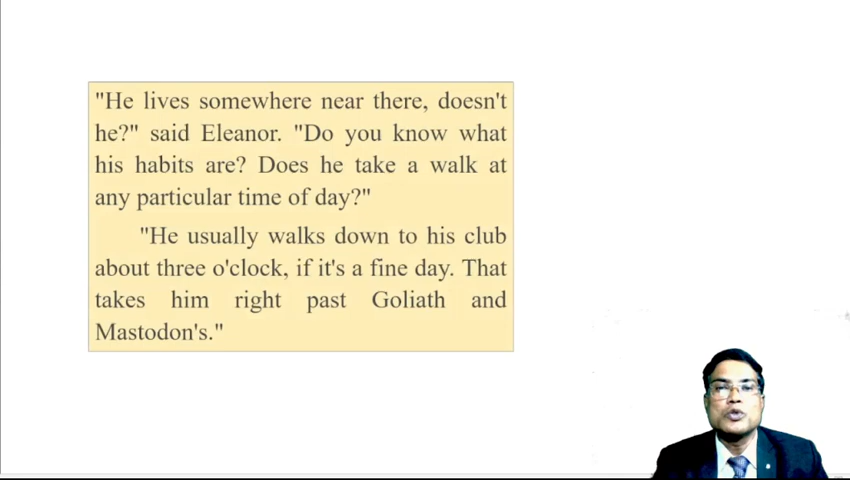 "He lives somewhere near there, doesn't
he?" said Eleanor. "Do you know what
his habits are? Does he take a walk at
any particular time of day?"
"He usually walks down to his club
about three o'clock, if it's a fine day. That
takes him right past Goliath and
Mastodon's."